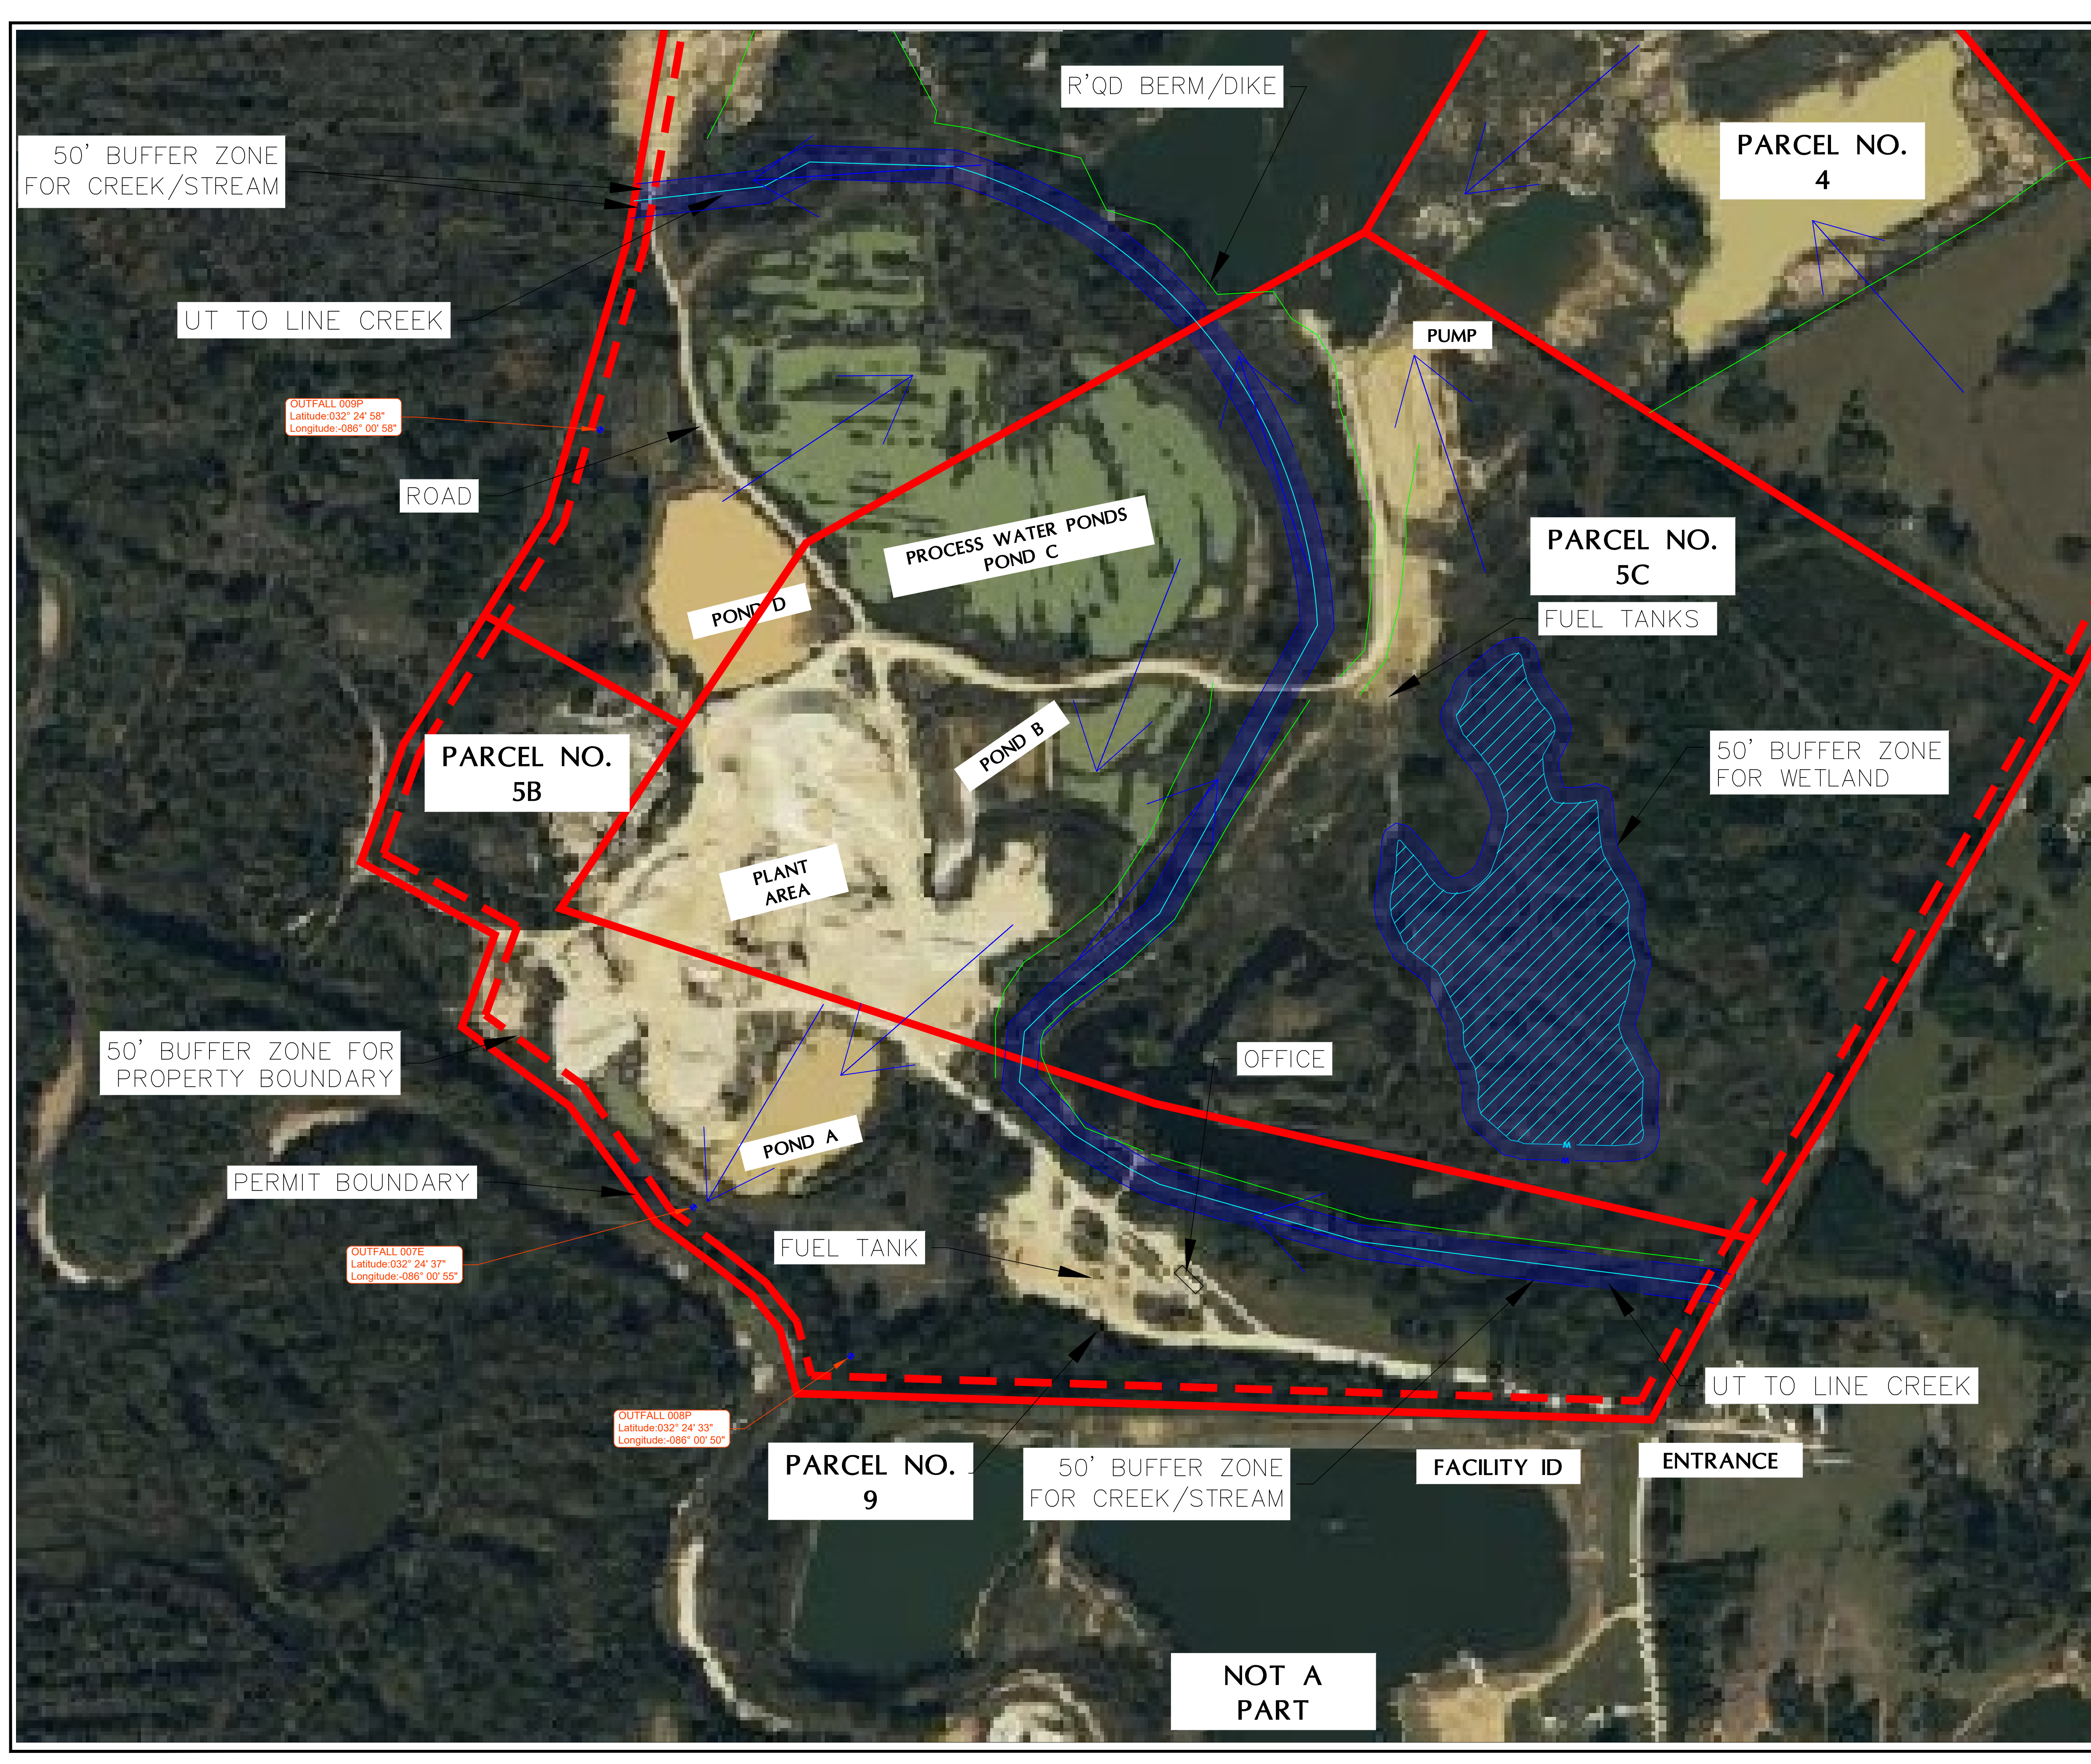 R'QD BERM/DIKE
PARCEL NO.
4
50' BUFFER ZONE
FOR CREEK/STREAM
UT TO LINE CREEK
PUMP
OUTFALL 009P
Latitude:032° 24' 58"
Longitude:-086° 00' 58"
ROAD
PROCESS WATER PONDS
POND C
PARCEL NO.
5C
POND D
FUEL TANKS
POND B
PARCEL NO.
5B
50' BUFFER ZONE
FOR WETLAND
PLANT
AREA
50' BUFFER ZONE FOR
PROPERTY BOUNDARY
OFFICE
POND A
W
PERMIT BOUNDARY
FUEL TANK
OUTFALL 007E
Latitude:032° 24' 37"
Longitude:-086° 00' 55"
UT TO LINE CREEK
OUTFALL 008P
Latitude:032° 24' 33"
Longitude:-086° 00' 50"
PARCEL NO.
9
50' BUFFER ZONE
FOR CREEK/STREAM
FACILITY ID
ENTRANCE
NOT A
PART